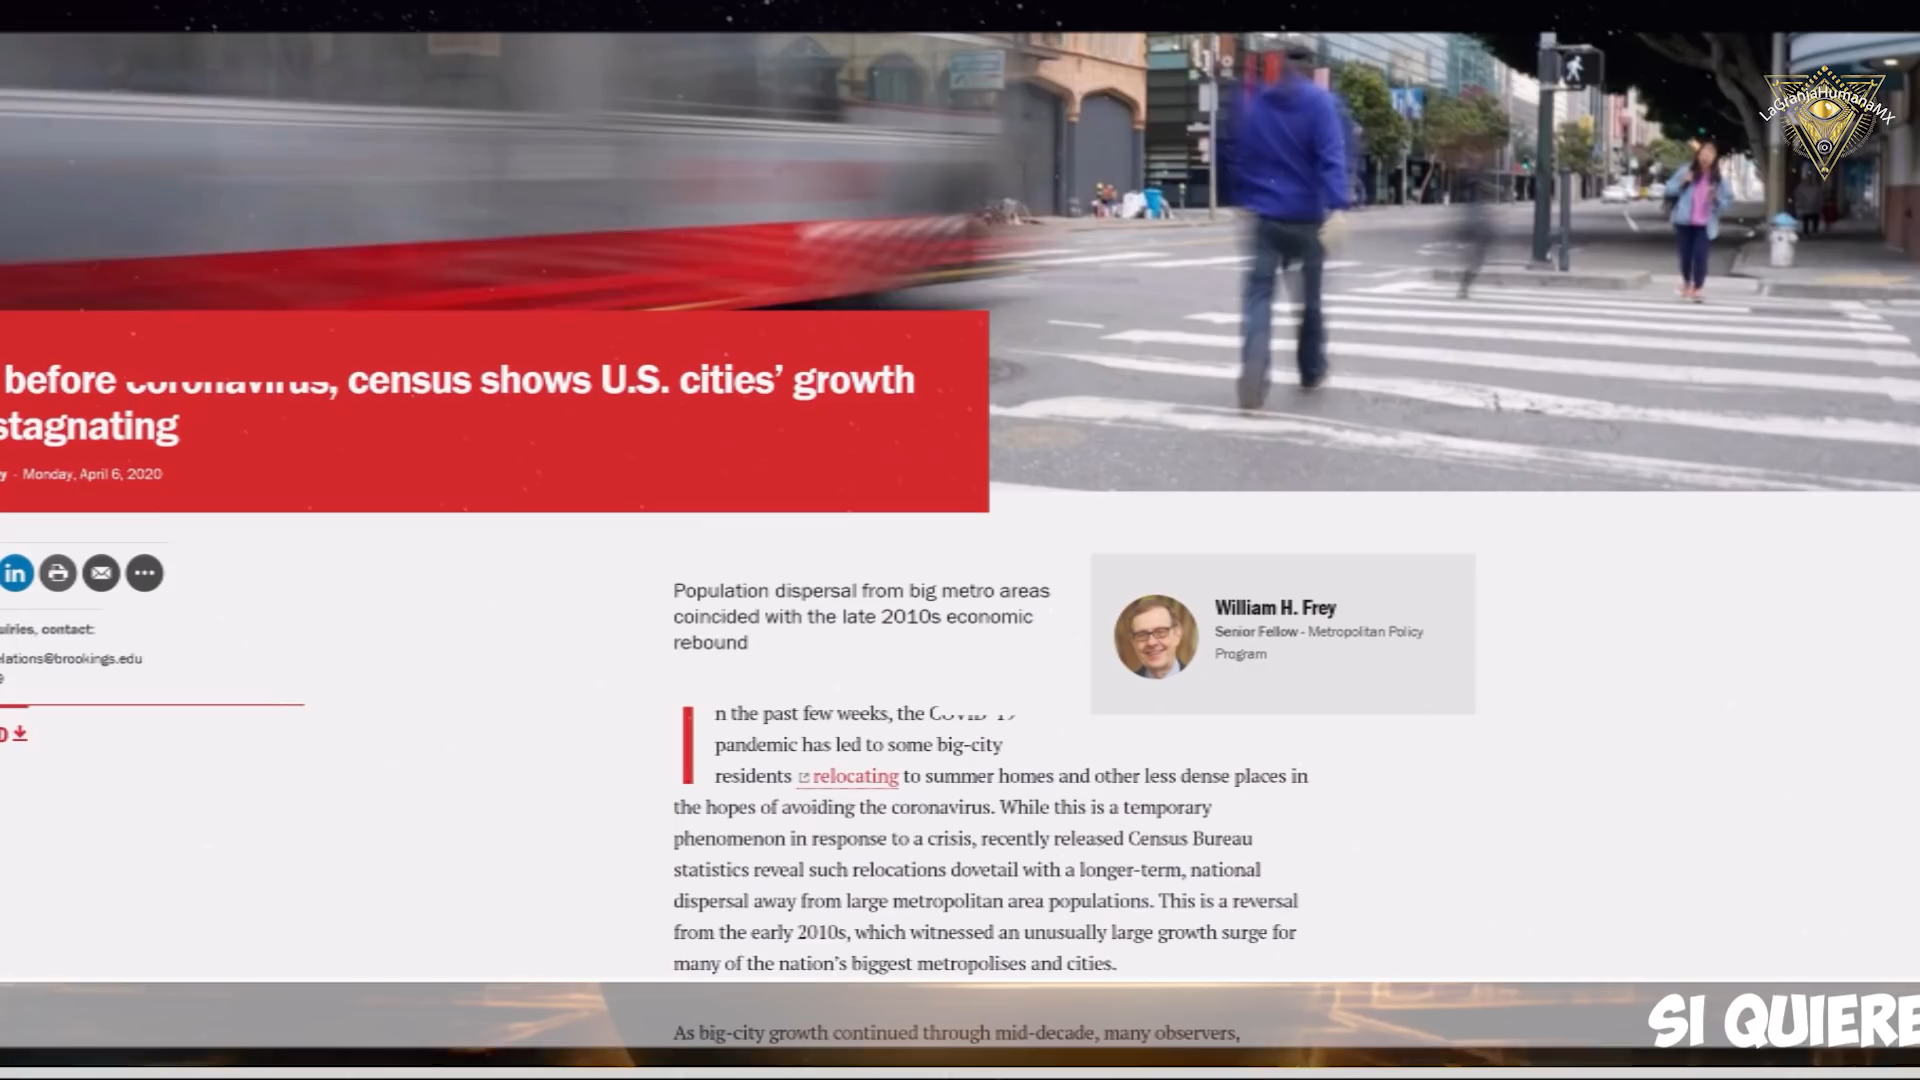 LaGranjaHumanaMX
before coronavirus, census shows U.S. cities’ growth
stagnating
y - Monday, April 6, 2020
in
uiries, contact:
elations@brookings.edu
Population dispersal from big metro areas
coincided with the late 2010s economic
rebound
William H. Frey
Senior Fellow - Metropolitan Policy
Program
In the past few weeks, the COVID-19
pandemic has led to some big-city
residents relocating to summer homes and other less dense places in
the hopes of avoiding the coronavirus. While this is a temporary
phenomenon in response to a crisis, recently released Census Bureau
statistics reveal such relocations dovetail with a longer-term, national
dispersal away from large metropolitan area populations. This is a reversal
from the early 2010s, which witnessed an unusually large growth surge for
many of the nation’s biggest metropolises and cities.
As big-city growth continued through mid-decade, many observers,
SI QUIERE